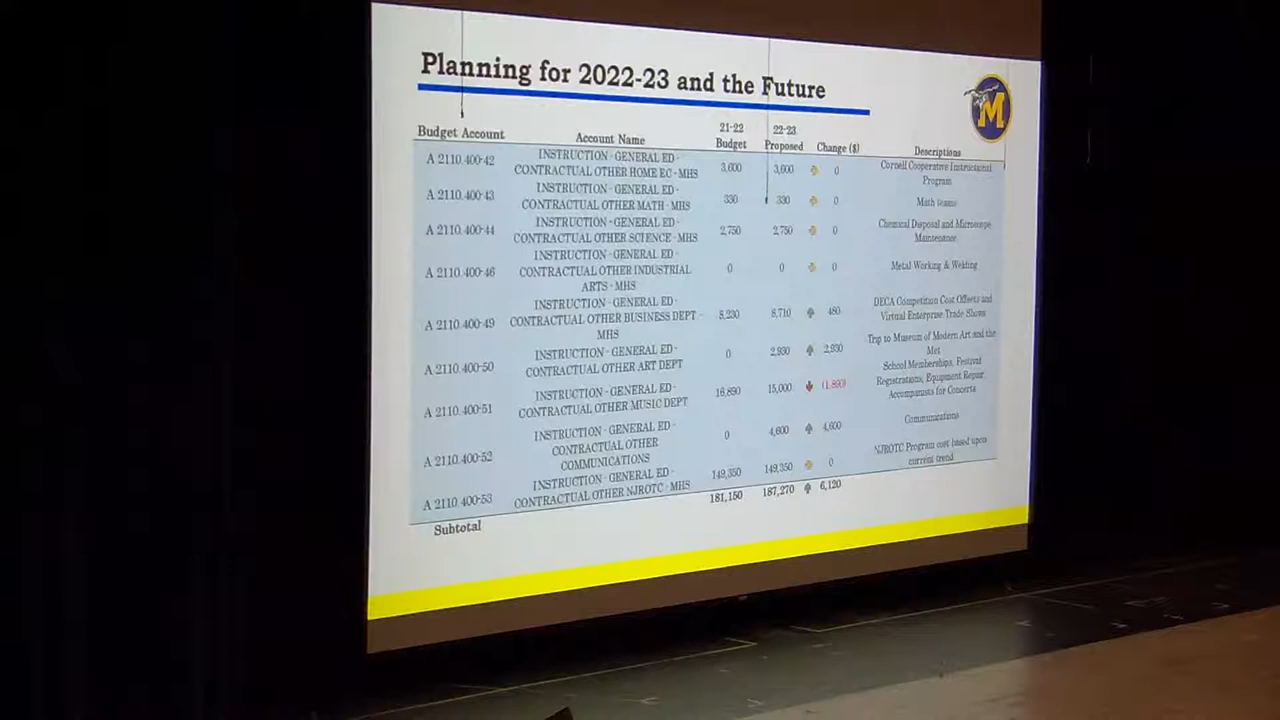 Planning for 2022-23 and the Future
M
Budget Account Account Name 21-22 Budget 22-23 Proposed Change ($) Descriptions
A 2110.400-42 INSTRUCTION - GENERAL ED - CONTRACTUAL OTHER HOME EC - MHS 3,600 3,600 0 Cornell Cooperative Instructional Program
A 2110.400-43 INSTRUCTION - GENERAL ED - CONTRACTUAL OTHER MATH - MHS 330 330 0 Math teams
A 2110.400-44 INSTRUCTION - GENERAL ED - CONTRACTUAL OTHER SCIENCE - MHS 2,750 2,750 0 Chemical Disposal and Microscope Maintenance
A 2110.400-46 INSTRUCTION - GENERAL ED - CONTRACTUAL OTHER INDUSTRIAL ARTS - MHS 0 0 0 Metal Working & Welding
A 2110.400-49 INSTRUCTION - GENERAL ED - CONTRACTUAL OTHER BUSINESS DEPT - MHS 8,230 8,710 480 DECA Competition Cost Offsets and Virtual Enterprise Trade Shows
A 2110.400-50 INSTRUCTION - GENERAL ED - CONTRACTUAL OTHER ART DEPT 0 2,930 2,930 Trip to Museum of Modern Art and the Met
A 2110.400-51 INSTRUCTION - GENERAL ED - CONTRACTUAL OTHER MUSIC DEPT 16,890 15,000 (1,890) School Memberships, Festival Registrations, Equipment Repair, Accompanists for Concerts
A 2110.400-52 INSTRUCTION - GENERAL ED - CONTRACTUAL OTHER COMMUNICATIONS 0 4,600 4,600 Communications
A 2110.400-53 INSTRUCTION - GENERAL ED - CONTRACTUAL OTHER NJROTC - MHS 149,350 149,350 0 NJROTC Program cost based upon current trend
Subtotal 181,150 187,270 6,120